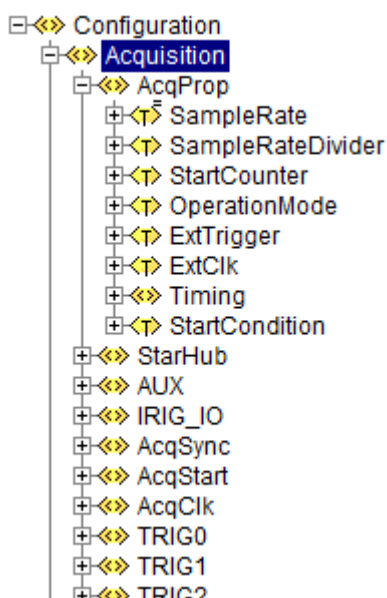 Configuration
Acquisition
AcqProp
SampleRate
SampleRateDivider
StartCounter
OperationMode
ExtTrigger
ExtClk
Timing
StartCondition
StarHub
AUX
IRIG_IO
AcqSync
AcqStart
AcqClk
TRIG0
TRIG1
TRIG2